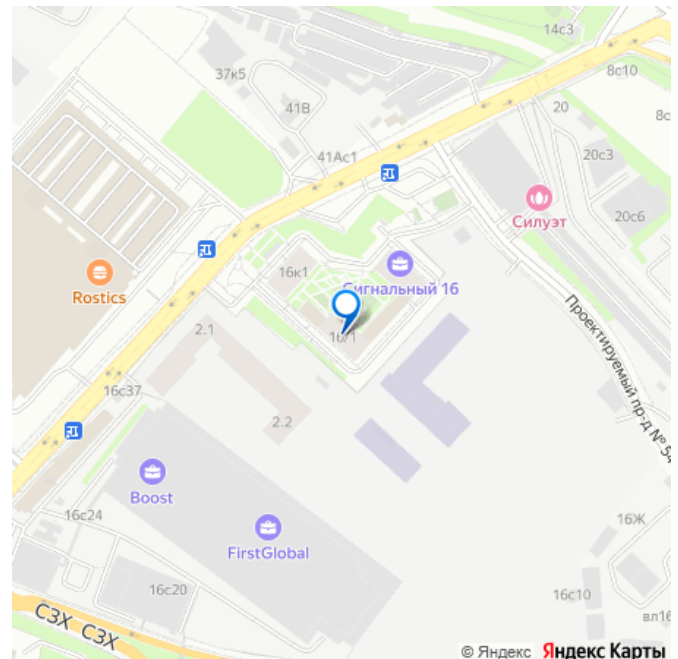 14с3
37к5
8с10
41В
20
8с
41Ас1
20с3
Силуэт
20с6
16к1
Сигнальный 16
Rostics
2.1
16/1
Проектируемый пр-д № 54
16с37
2.2
Boost
16с24
FirstGlobal
16Ж
16с20
16с10
вл16
СЗХ СЗХ
© Яндекс Яндекс Карты